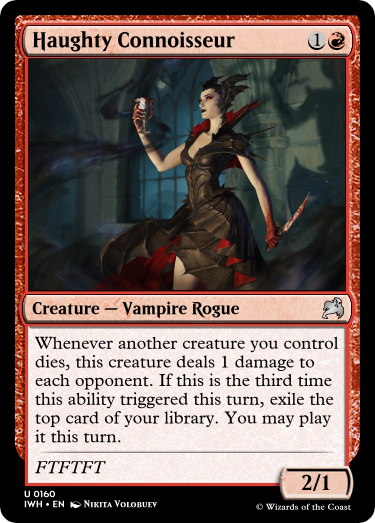 Haughty Connoisseur 1
Creature — Vampire Rogue
Whenever another creature you control
dies, this creature deals 1 damage to
each opponent. If this is the third time
this ability triggered this turn, exile the
top card of your library. You may play
it this turn.
FTFTFT
2/1
U 0160
IWH • EN Nikita Volobuev
© Wizards of the Coast